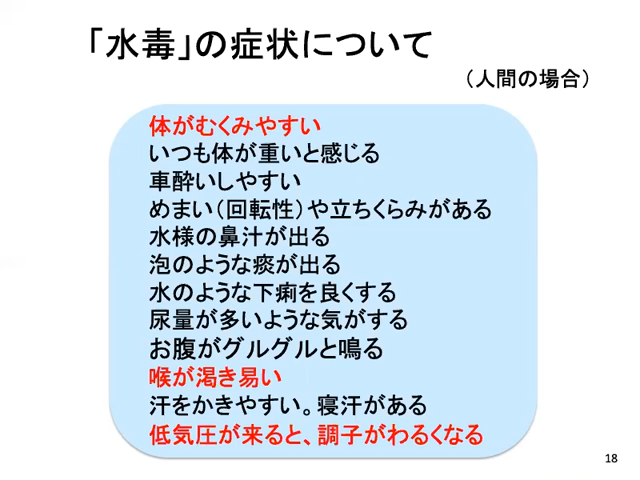 「水毒」の症状について
（人間の場合）
体がむくみやすい
いつも体が重いと感じる
車酔いしやすい
めまい（回転性）や立ちくらみがある
水様の鼻汁が出る
泡のような痰が出る
水のような下痢を良くする
尿量が多いような気がする
お腹がグルグルと鳴る
喉が渇き易い
汗をかきやすい。寝汗がある
低気圧が来ると、調子がわるくなる
18